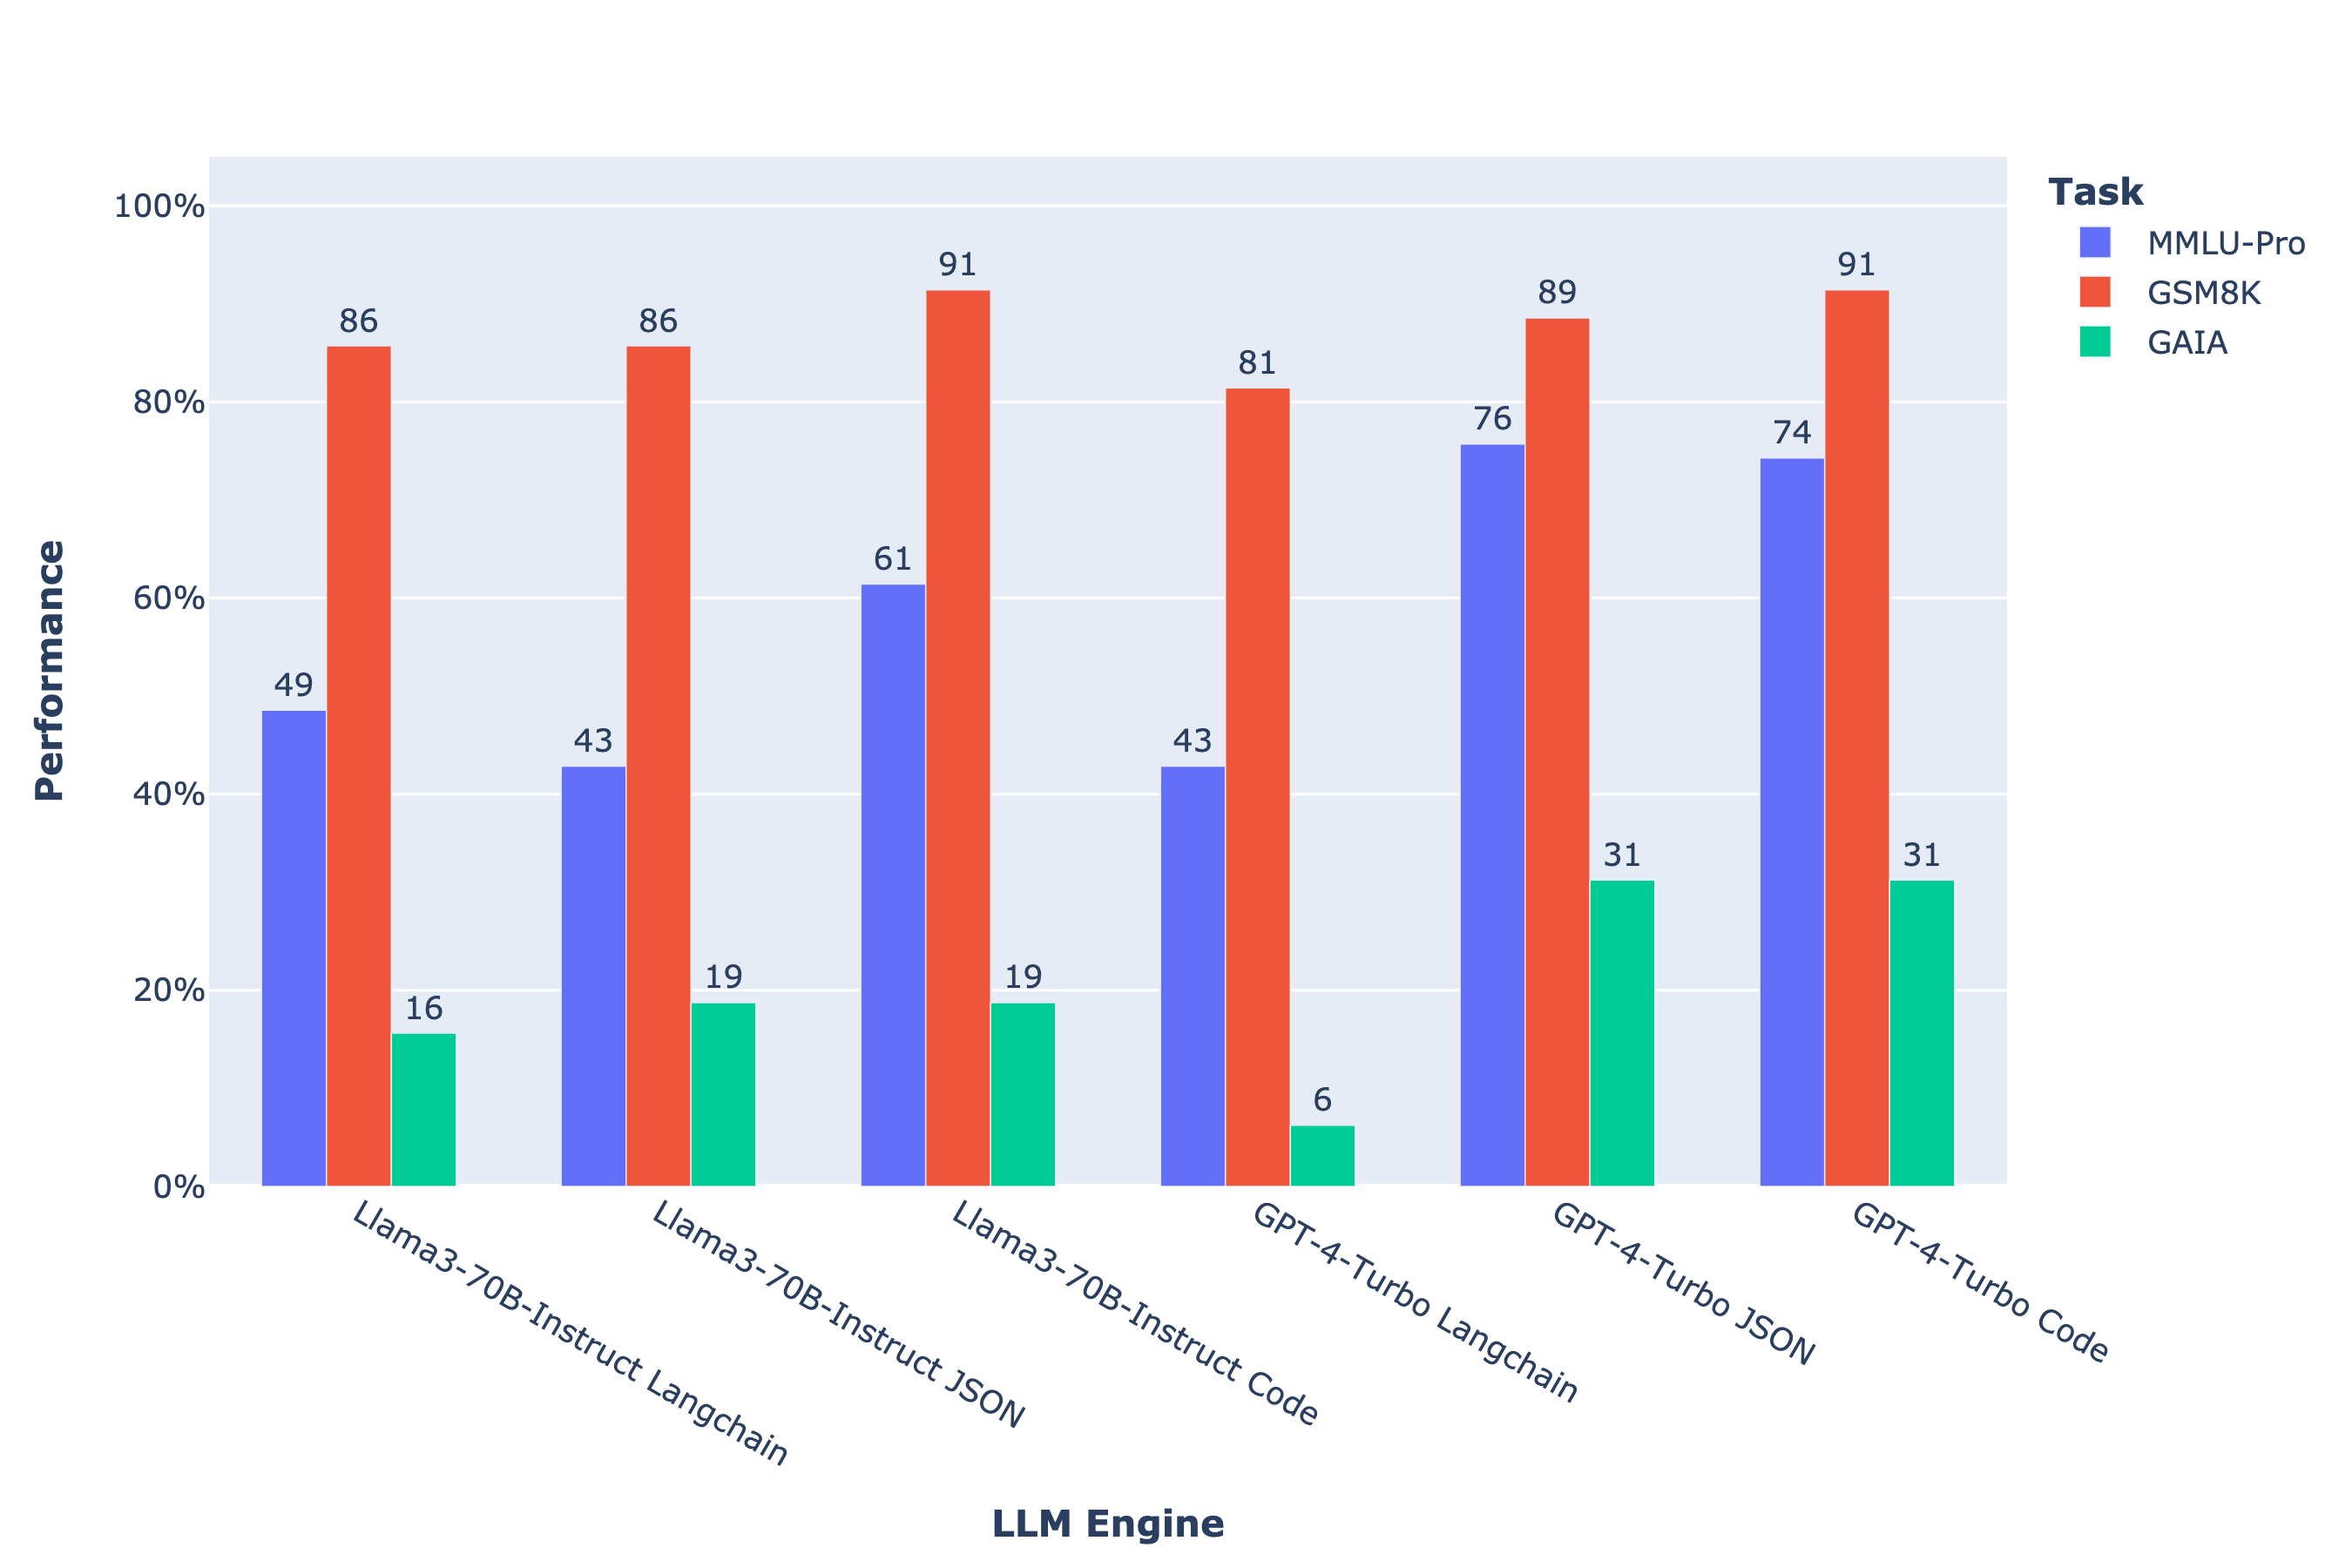 Task
MMLU-Pro
GSM8K
GAIA
Performance
100%
80%
60%
40%
20%
0%
49
86
16
43
86
19
61
91
19
43
81
6
76
89
31
74
91
31
Llama3-70B-Instruct Langchain
Llama3-70B-Instruct JSON
Llama3-70B-Instruct Code
GPT-4-Turbo Langchain
GPT-4-Turbo JSON
GPT-4-Turbo Code
LLM Engine